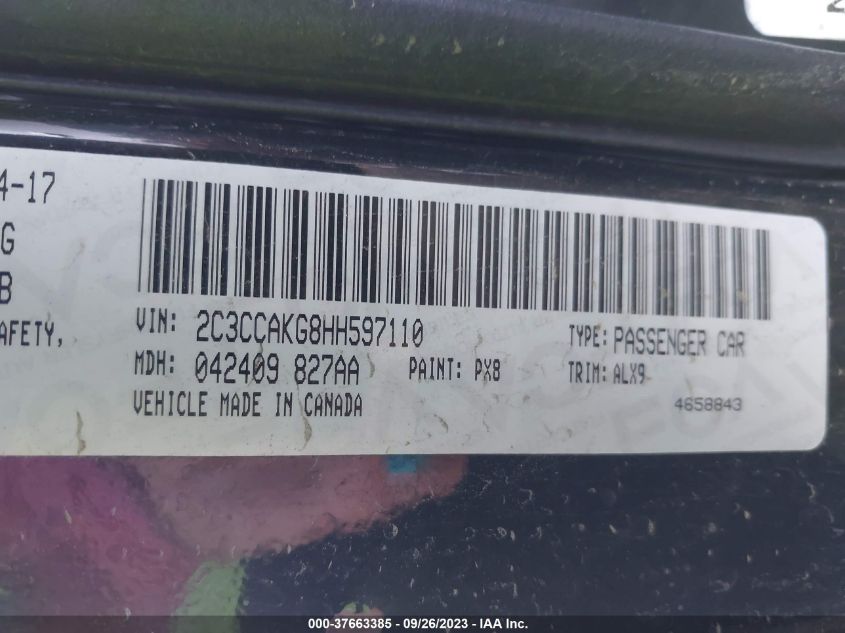 4-17
G
B
AFETY,
VIN: 2C3CCAKG8HH597110
TYPE: PASSENGER CAR
MDH: 042409 827AA
PAINT: PX8
TRIM: ALX9
VEHICLE MADE IN CANADA
4658843
000-37663385 - 09/26/2023 - IAA Inc.